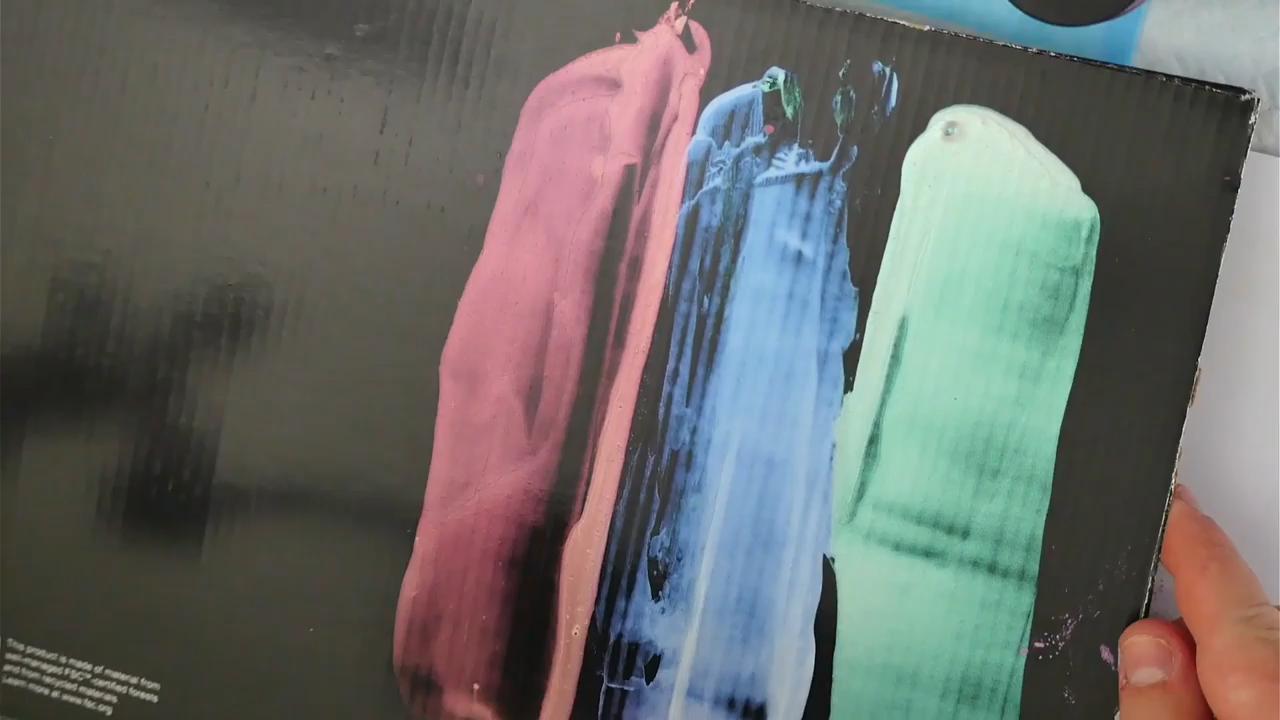 This product is made of material from
well-managed FSC™-certified forests
and from recycled materials
Learn more at www.fsc.org